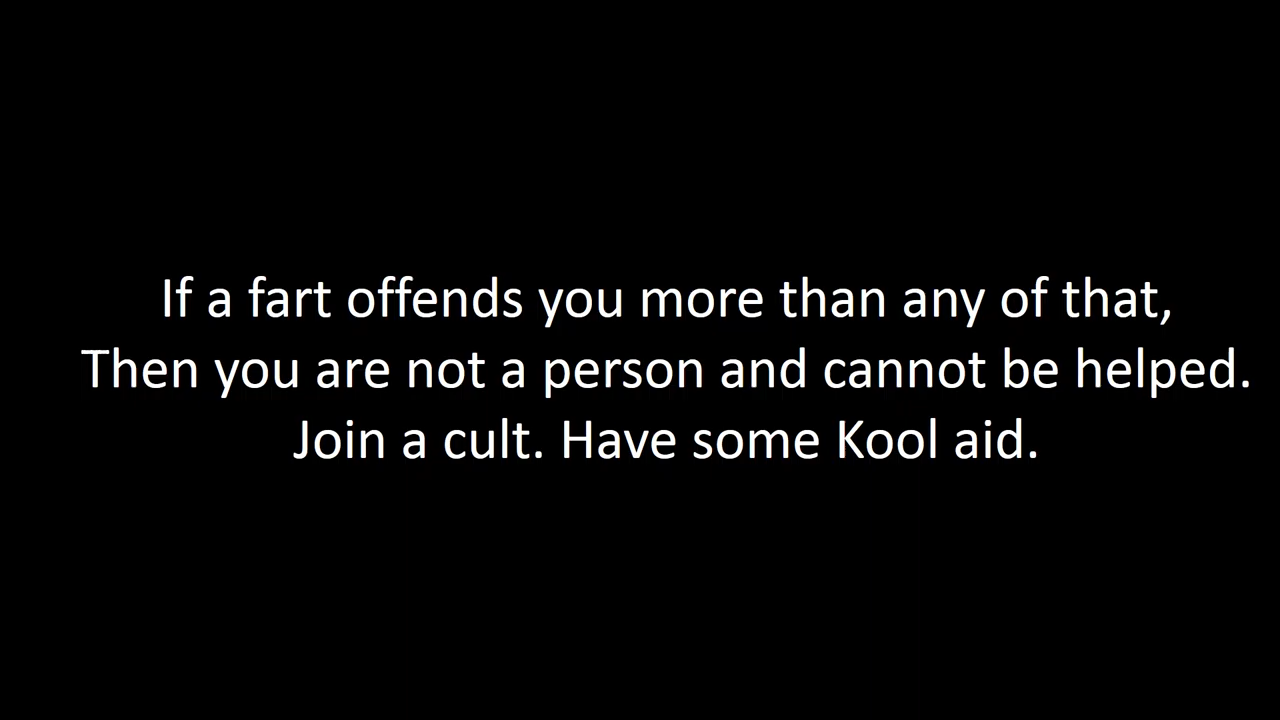 If a fart offends you more than any of that,
Then you are not a person and cannot be helped.
Join a cult. Have some Kool aid.